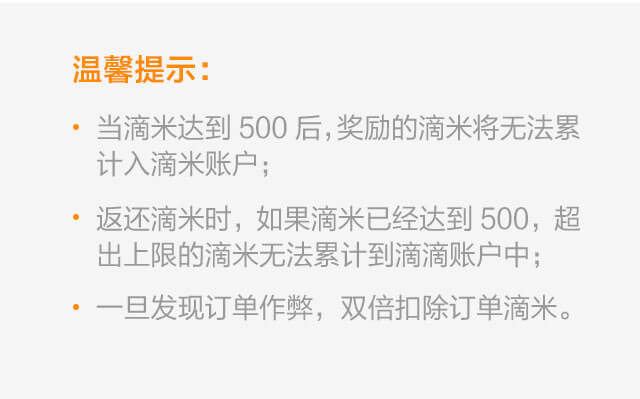 温馨提示：
• 当滴米达到 500 后，奖励的滴米将无法累
计入滴米账户；
• 返还滴米时，如果滴米已经达到 500，超
出上限的滴米无法累计到滴滴账户中；
• 一旦发现订单作弊，双倍扣除订单滴米。